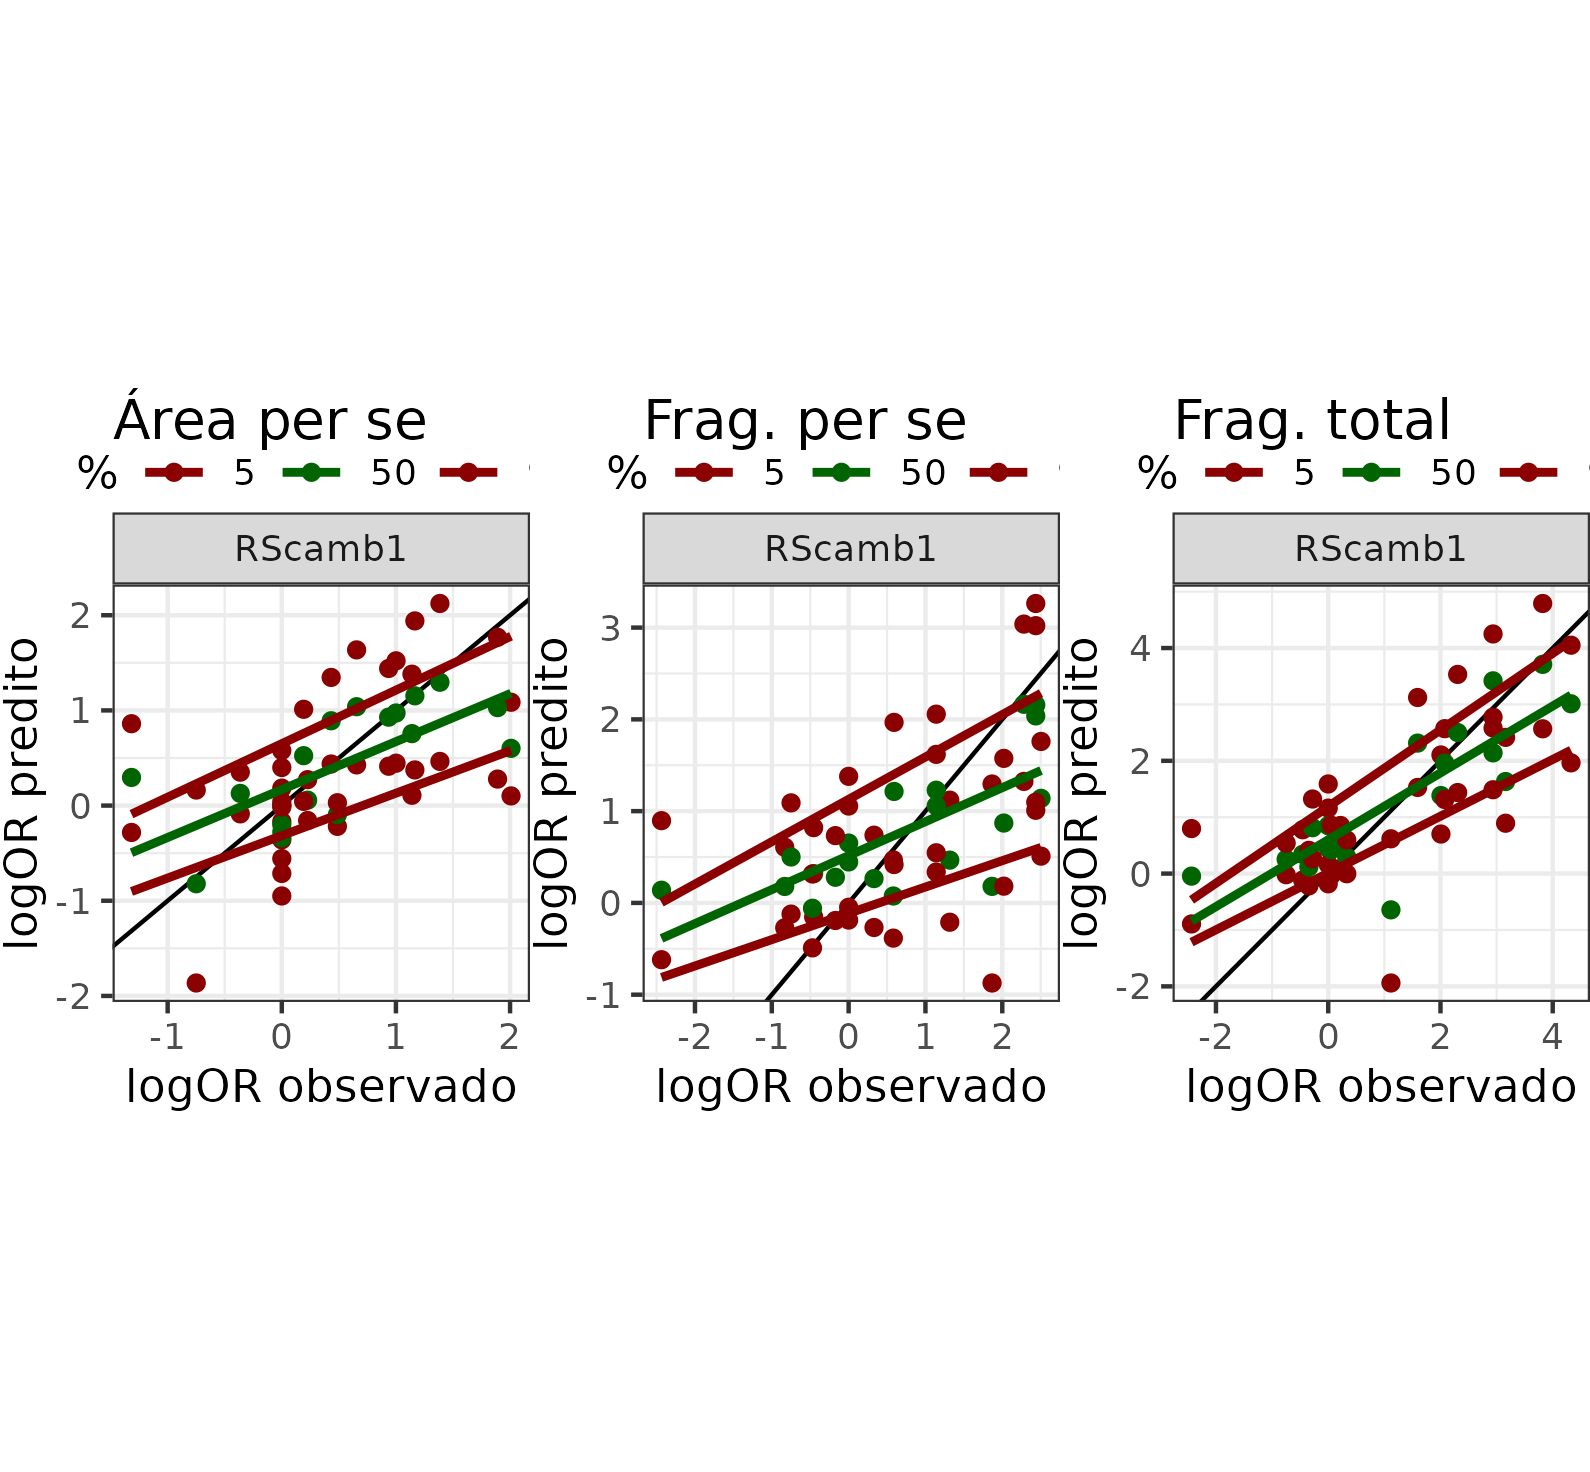 Área per se
% 5 50
RScamb1
2
1
0
-1
-2
-1 0 1 2
logOR observado
logOR predito
Frag. per se
% 5 50
RScamb1
3
2
1
0
-1
-2 -1 0 1 2
logOR observado
logOR predito
Frag. total
% 5 50
RScamb1
4
2
0
-2
-2 0 2 4
logOR observado
logOR predito